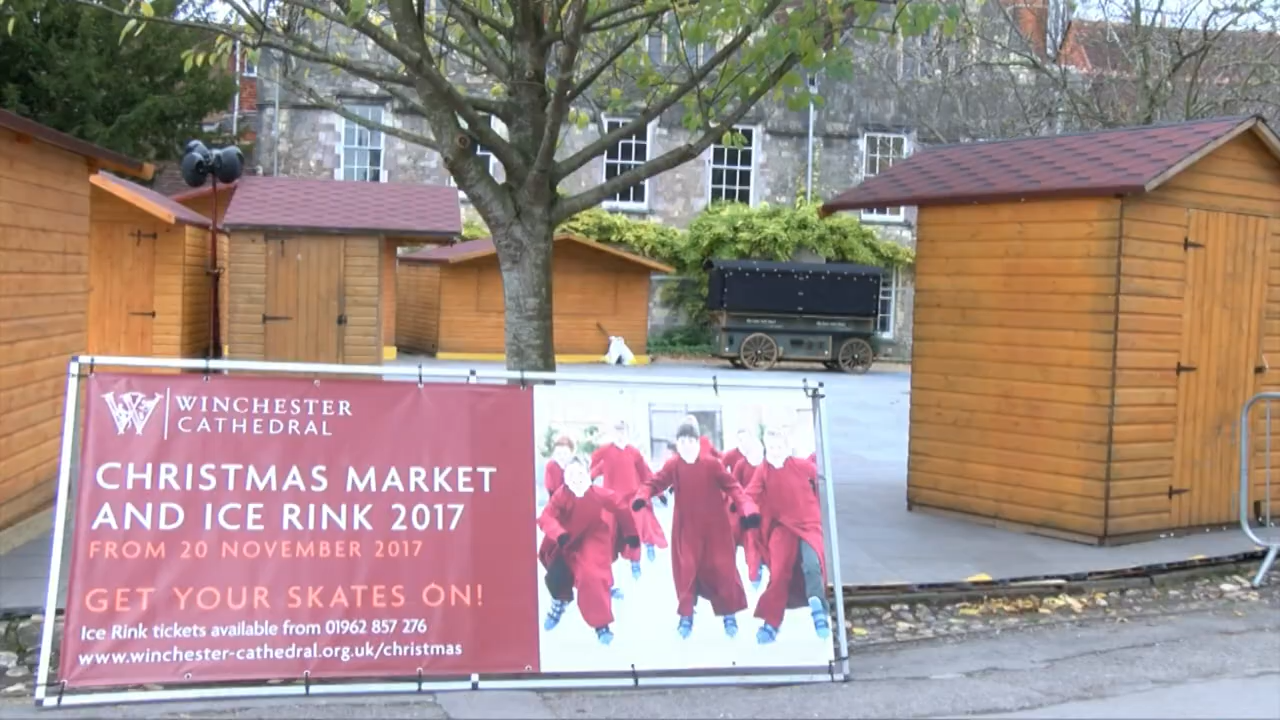 WINCHESTER
CATHEDRAL
CHRISTMAS MARKET
AND ICE RINK 2017
FROM 20 NOVEMBER 2017
GET YOUR SKATES ON!
Ice Rink tickets available from 01962 857 276
www.winchester-cathedral.org.uk/christmas